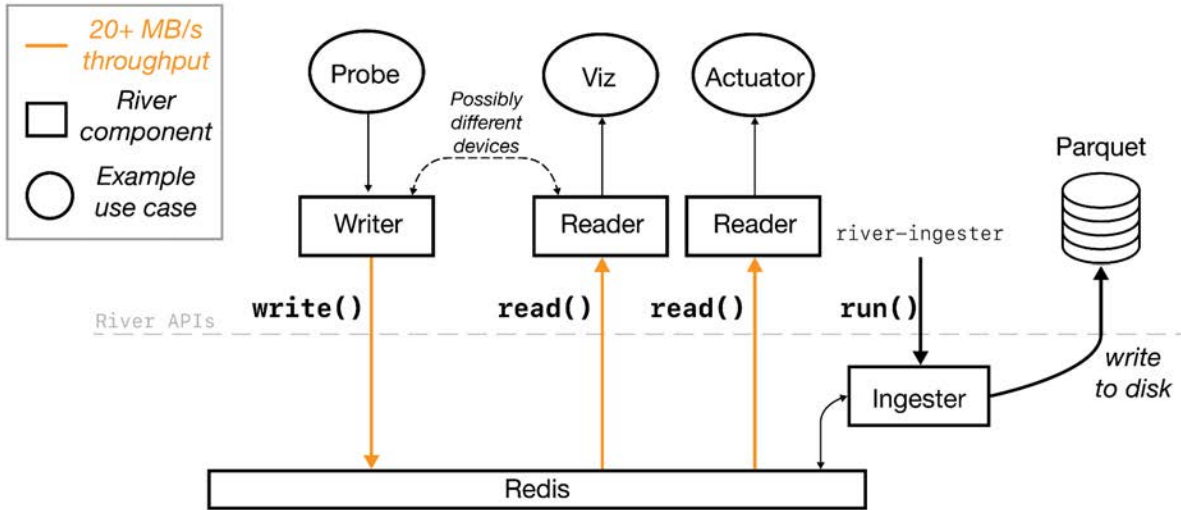 20+ MB/s
throughput
River
component
Example
use case
Probe
Viz
Actuator
Possibly
different
devices
Parquet
Writer
Reader
Reader
river-ingester
write()
read()
read()
run()
River APIs
write
to disk
Ingester
Redis